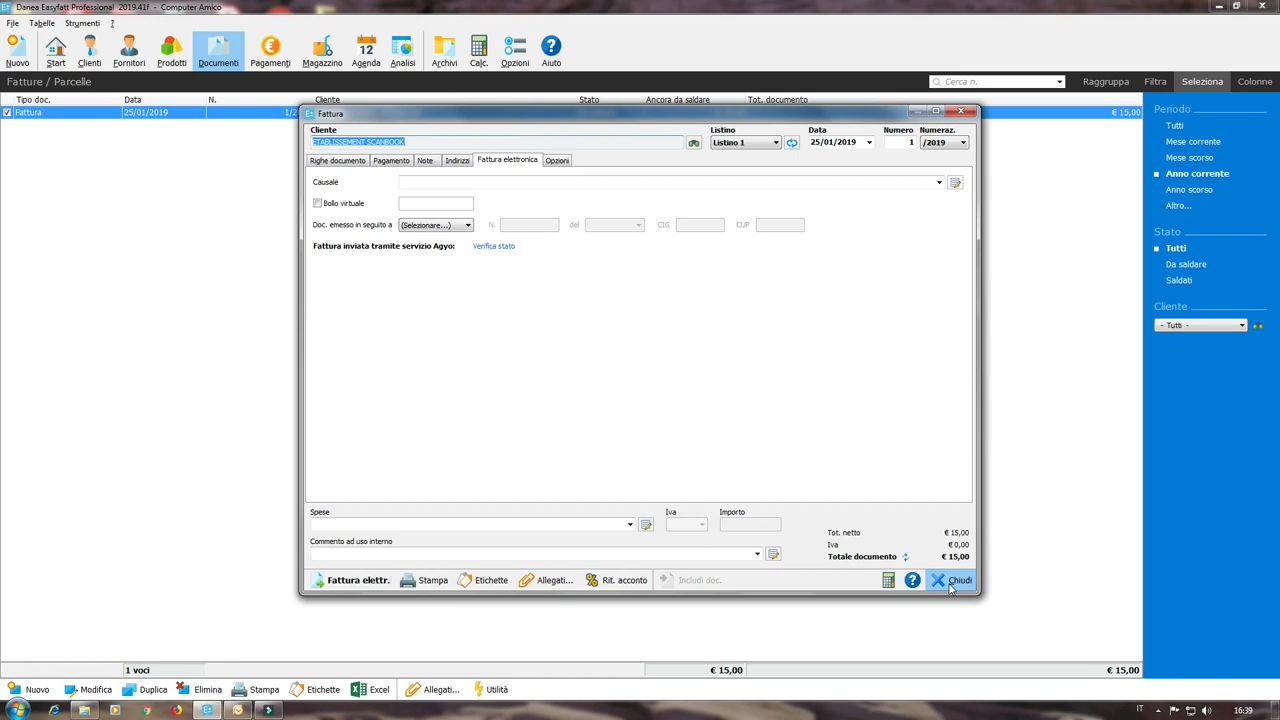 Danea Easyfatt Professional 2019.41f - Computer Amico
File Tabelle Strumenti ?
Nuovo Start Clienti Fornitori Prodotti Documenti Pagamenti Magazzino Agenda Analisi Archivi Calc. Opzioni Aiuto
12
Fatture / Parcelle
Cerca n. Raggruppa Filtra Seleziona Colonne
Tipo doc. Data N. Cliente Stato Ancora da saldare Tot. documento
Fattura 25/01/2019 1/2 € 15,00
Periodo
Tutti
Mese corrente
Mese scorso
Anno corrente
Anno scorso
Altro...
Stato
Tutti
Da saldare
Saldati
Cliente
- Tutti -
Fattura
Cliente Listino Data Numero Numeraz.
ETABLISSEMENT SCANBOOK Listino 1 25/01/2019 1 /2019
Righe documento Pagamento Note Indirizzi Fattura elettronica Opzioni
Causale
Bollo virtuale
Doc. emesso in seguito a (Selezionare...) N. del CIG CUP
Fattura inviata tramite servizio Agyo: Verifica stato
Spese Iva Importo
Commento ad uso interno
Tot. netto € 15,00
Iva € 0,00
Totale documento € 15,00
Fattura elettr. Stampa Etichette Allegati... Rit. acconto Includi doc. Chiudi
1 voci € 15,00 € 15,00
Nuovo Modifica Duplica Elimina Stampa Etichette Excel Allegati... Utilità
IT 16:39